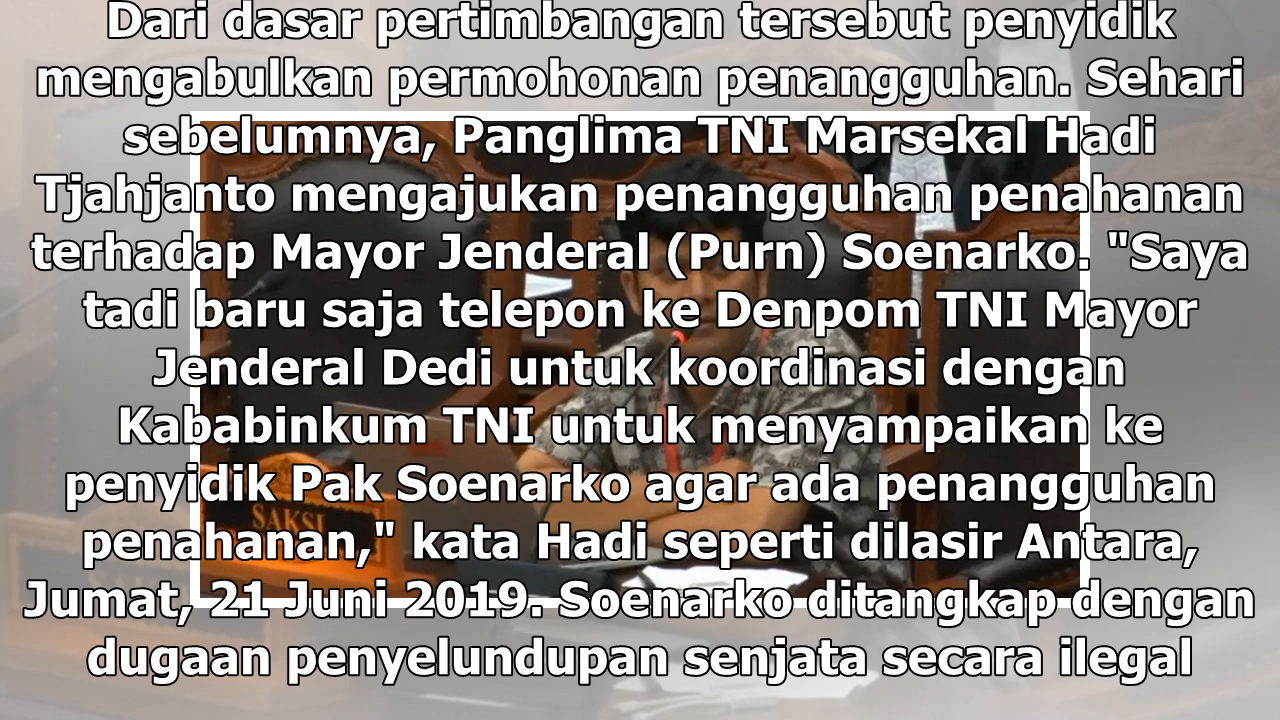 Dari dasar pertimbangan tersebut penyidik
mengabulkan permohonan penangguhan. Sehari
sebelumnya, Panglima TNI Marsekal Hadi
Tjahjanto mengajukan penangguhan penahanan
terhadap Mayor Jenderal (Purn) Soenarko. "Saya
tadi baru saja telepon ke Denpom TNI Mayor
Jenderal Dedi untuk koordinasi dengan
Kababinkum TNI untuk menyampaikan ke
penyidik Pak Soenarko agar ada penangguhan
penahanan," kata Hadi seperti dilasir Antara,
Jumat, 21 Juni 2019. Soenarko ditangkap dengan
dugaan penyelundupan senjata secara ilegal
SAKSI